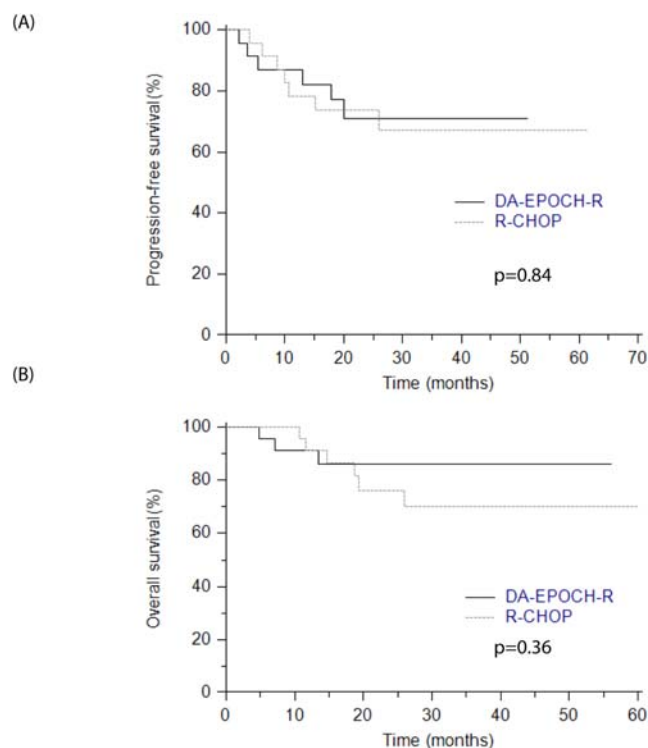 (A)
Progression-free survival(%)
100
80
60
40
20
0
DA-EPOCH-R
R-CHOP
p=0.84
0 10 20 30 40 50 60 70
Time (months)
(B)
Overall survival(%)
100
80
60
40
20
0
DA-EPOCH-R
R-CHOP
p=0.36
0 10 20 30 40 50 60
Time (months)